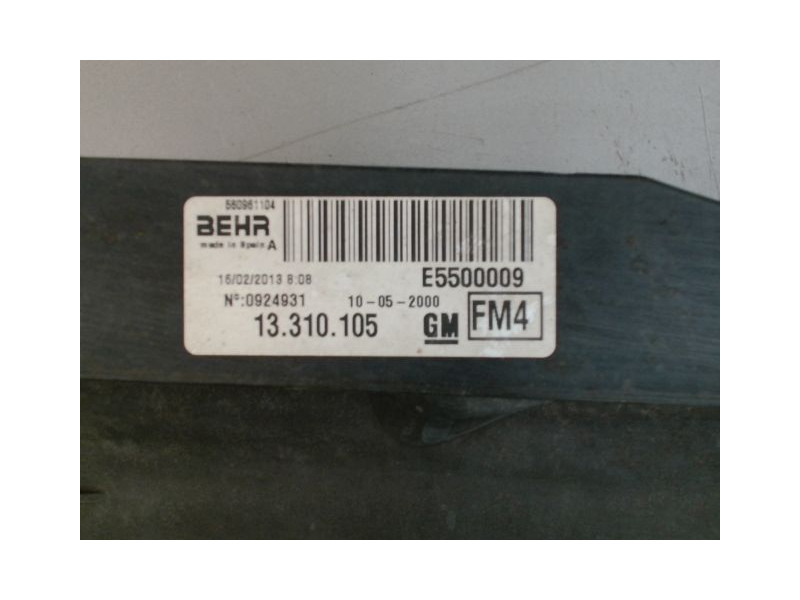 560961104
BEHR
made in Spain A
16/02/2013 8:08
E5500009
Nº:0924931
10-05-2000
13.310.105
GM
FM4